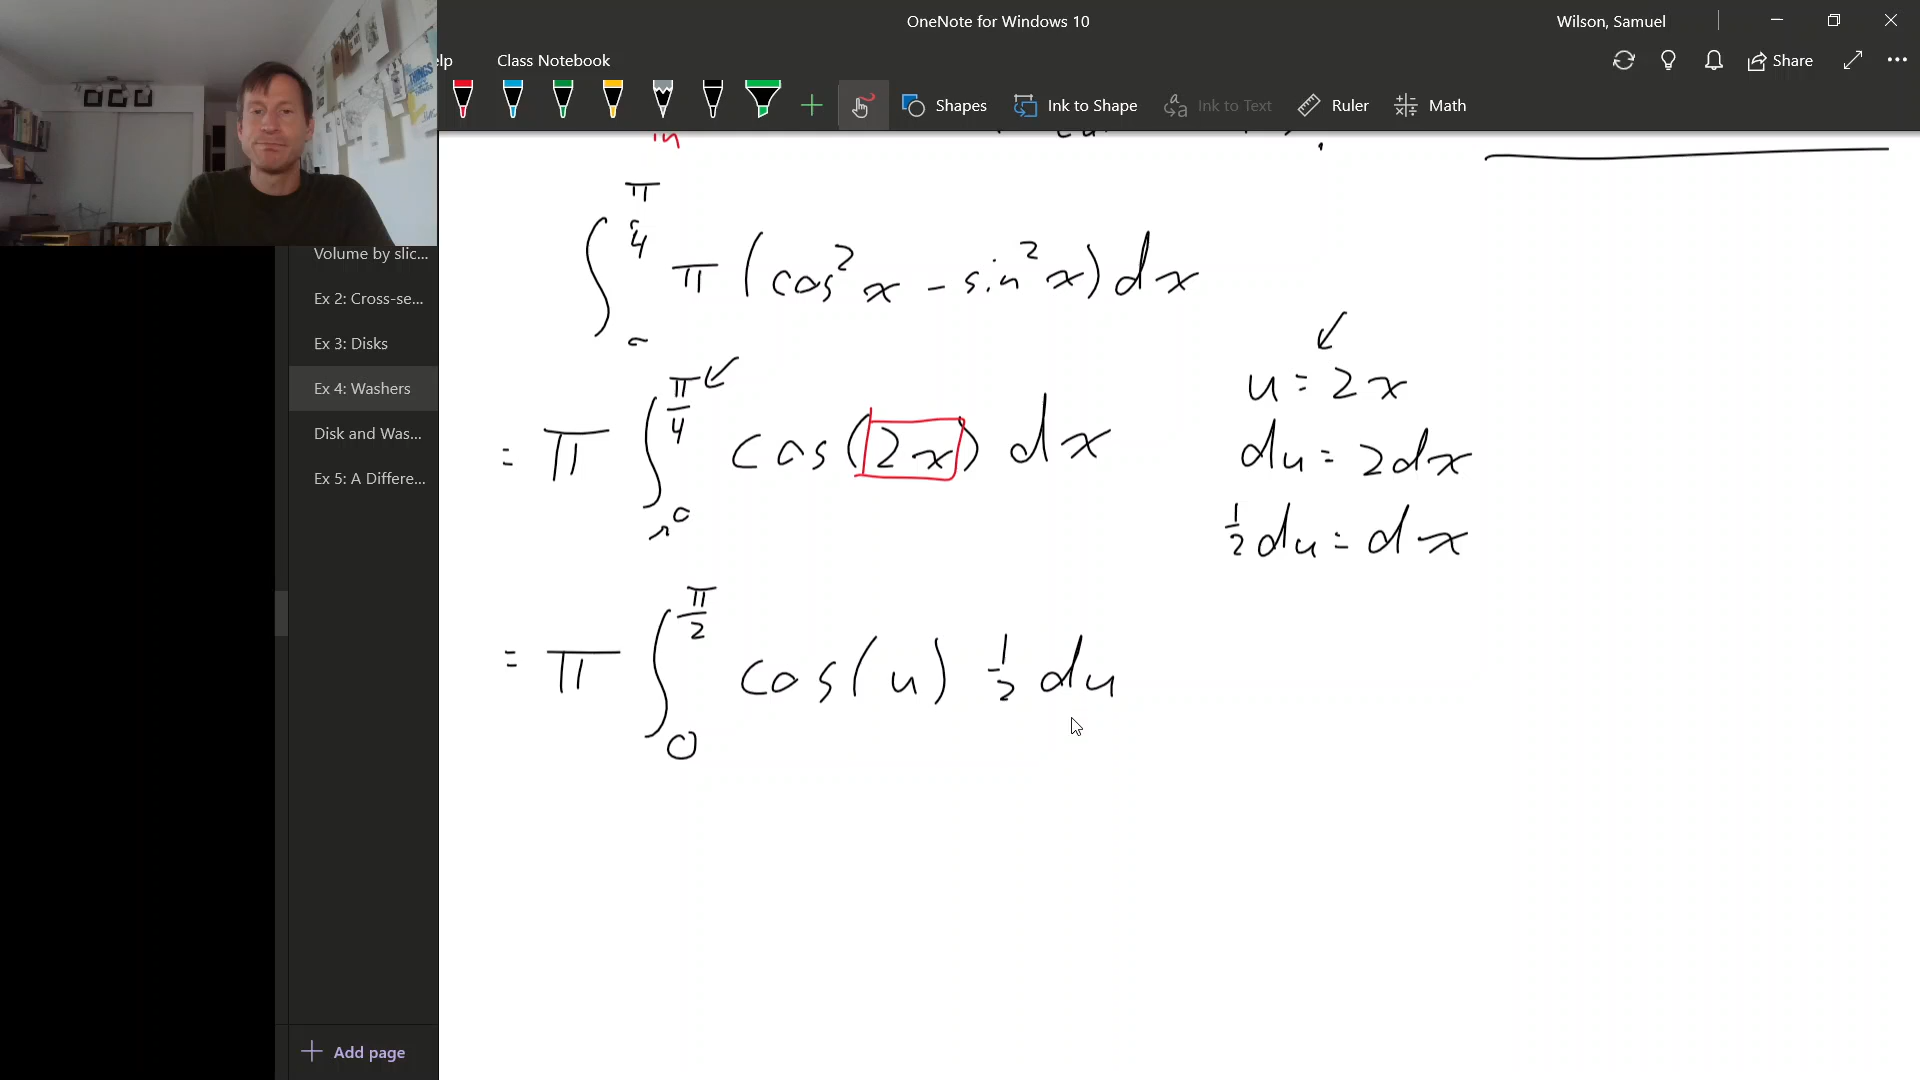 OneNote for Windows 10
Wilson, Samuel
elp
Class Notebook
Share
Shapes
Ink to Shape
Ink to Text
Ruler
Math
in
∫₀^(π/4) π (cos²x - sin²x) dx
= π ∫₀^(π/4) cos(2x) dx
u = 2x
du = 2dx
½ du = dx
= π ∫₀^(π/2) cos(u) ½ du
Volume by slic...
Ex 2: Cross-se...
Ex 3: Disks
Ex 4: Washers
Disk and Was...
Ex 5: A Differe...
Add page